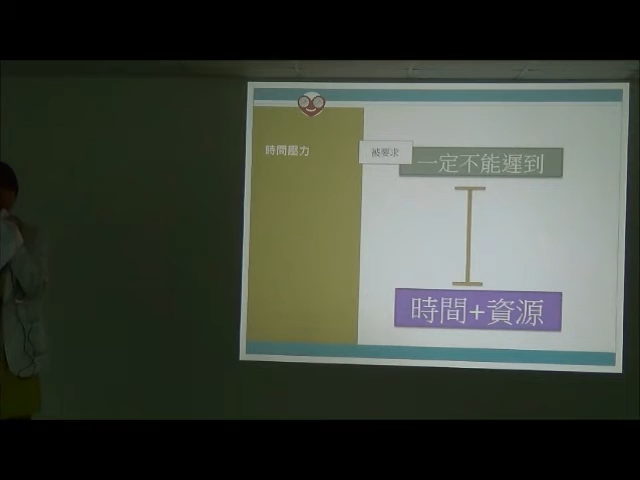 時間壓力
被要求
一定不能遲到
時間+資源